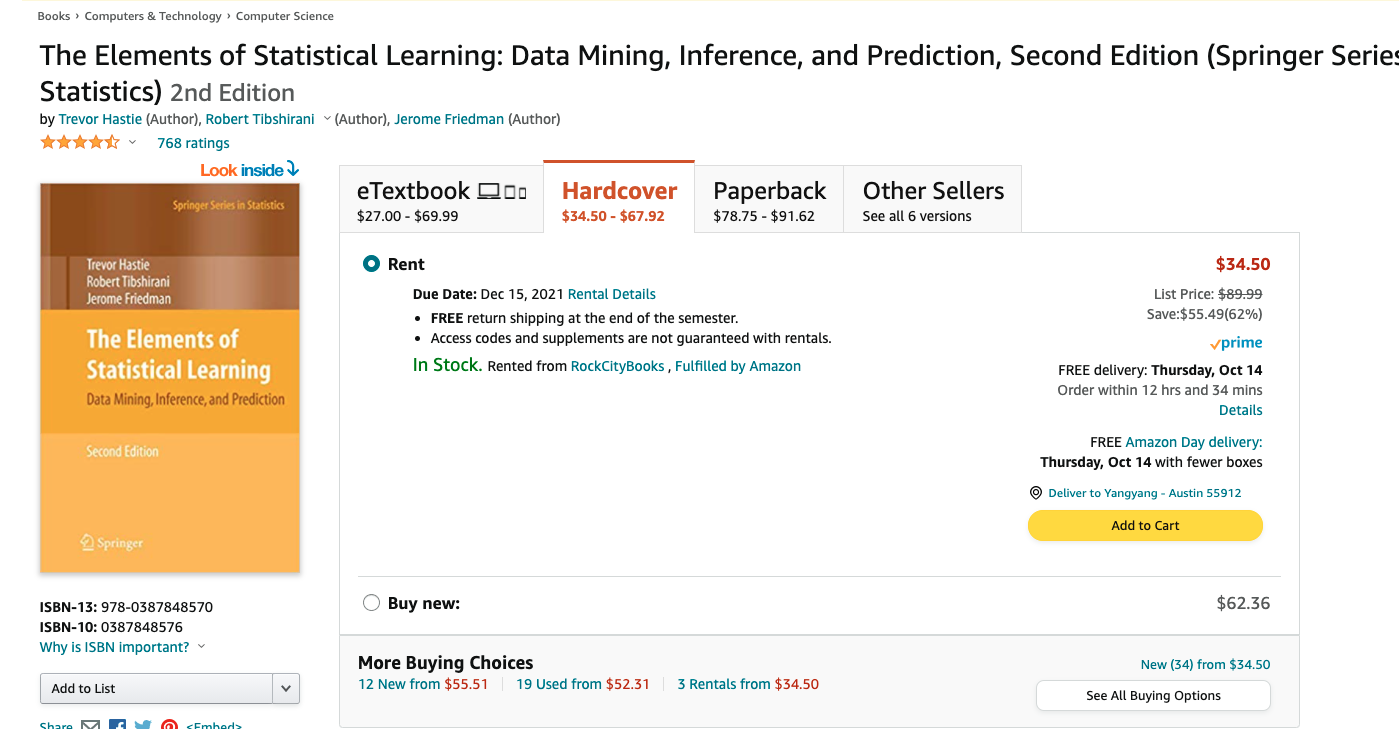 Books › Computers & Technology › Computer Science
The Elements of Statistical Learning: Data Mining, Inference, and Prediction, Second Edition (Springer Series
Statistics) 2nd Edition
by Trevor Hastie (Author), Robert Tibshirani (Author), Jerome Friedman (Author)
768 ratings
Look inside
Springer Series in Statistics
Trevor Hastie
Robert Tibshirani
Jerome Friedman
The Elements of
Statistical Learning
Data Mining, Inference, and Prediction
Second Edition
Springer
ISBN-13: 978-0387848570
ISBN-10: 0387848576
Why is ISBN important?
Add to List
Share <Embed>
eTextbook
$27.00 - $69.99
Hardcover
$34.50 - $67.92
Paperback
$78.75 - $91.62
Other Sellers
See all 6 versions
Rent
$34.50
Due Date: Dec 15, 2021 Rental Details
• FREE return shipping at the end of the semester.
• Access codes and supplements are not guaranteed with rentals.
In Stock. Rented from RockCityBooks , Fulfilled by Amazon
List Price: $89.99
Save:$55.49(62%)
prime
FREE delivery: Thursday, Oct 14
Order within 12 hrs and 34 mins
Details
FREE Amazon Day delivery:
Thursday, Oct 14 with fewer boxes
Deliver to Yangyang - Austin 55912
Add to Cart
Buy new:
$62.36
More Buying Choices
12 New from $55.51 19 Used from $52.31 3 Rentals from $34.50
New (34) from $34.50
See All Buying Options